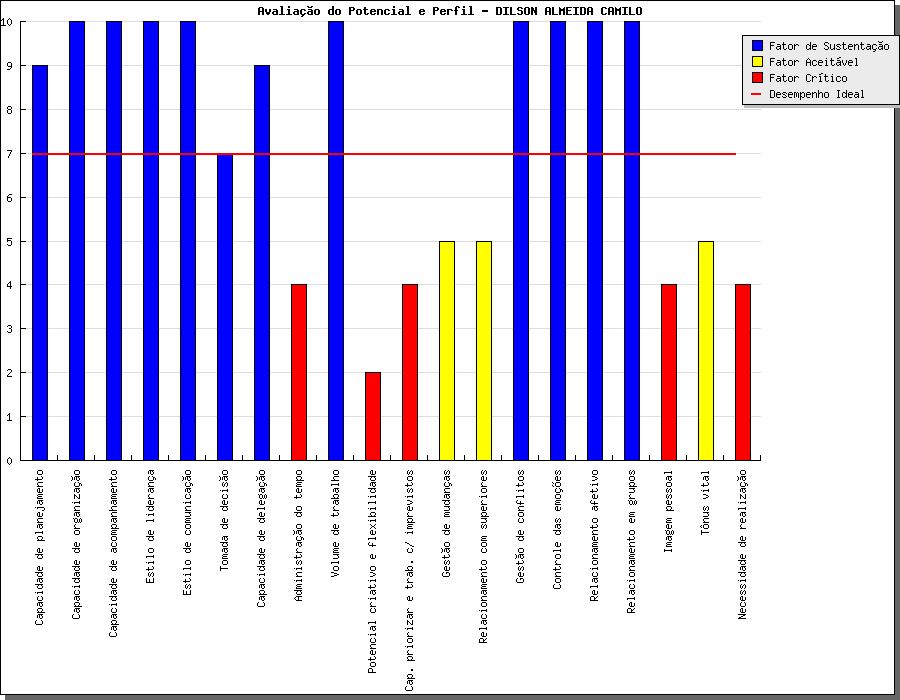 Avaliação do Potencial e Perfil - DILSON ALMEIDA CAMILO
Fator de Sustentação
Fator Aceitável
Fator Crítico
Desempenho Ideal
10
9
8
7
6
5
4
3
2
1
0
Capacidade de planejamento
Capacidade de organização
Capacidade de acompanhamento
Estilo de liderança
Estilo de comunicação
Tomada de decisão
Capacidade de delegação
Administração do tempo
Volume de trabalho
Potencial criativo e flexibilidade
Cap. priorizar e trab. c/ imprevistos
Gestão de mudanças
Relacionamento com superiores
Gestão de conflitos
Controle das emoções
Relacionamento afetivo
Relacionamento em grupos
Imagem pessoal
Tônus vital
Necessidade de realização